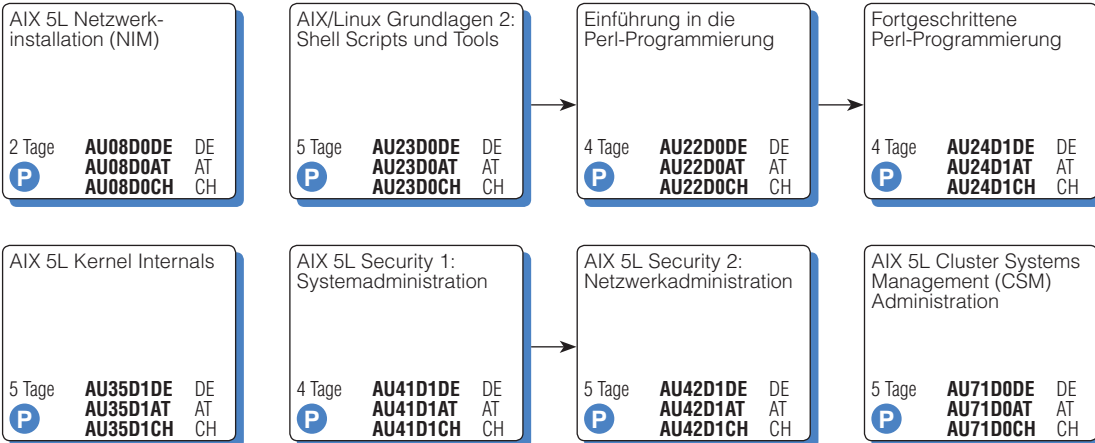 AIX 5L Netzwerk-
installation (NIM)
2 Tage AU08D0DE DE
AU08D0AT AT
P
AU08D0CH CH
AIX/Linux Grundlagen 2:
Shell Scripts und Tools
5 Tage AU23D0DE DE
AU23D0AT AT
P
AU23D0CH CH
Einführung in die
Perl-Programmierung
4 Tage AU22D0DE DE
AU22D0AT AT
P
AU22D0CH CH
Fortgeschrittene
Perl-Programmierung
4 Tage AU24D1DE DE
AU24D1AT AT
P
AU24D1CH CH
AIX 5L Kernel Internals
5 Tage AU35D1DE DE
AU35D1AT AT
P
AU35D1CH CH
AIX 5L Security 1:
Systemadministration
4 Tage AU41D1DE DE
AU41D1AT AT
P
AU41D1CH CH
AIX 5L Security 2:
Netzwerkadministration
5 Tage AU42D1DE DE
AU42D1AT AT
P
AU42D1CH CH
AIX 5L Cluster Systems
Management (CSM)
Administration
5 Tage AU71D0DE DE
AU71D0AT AT
P
AU71D0CH CH